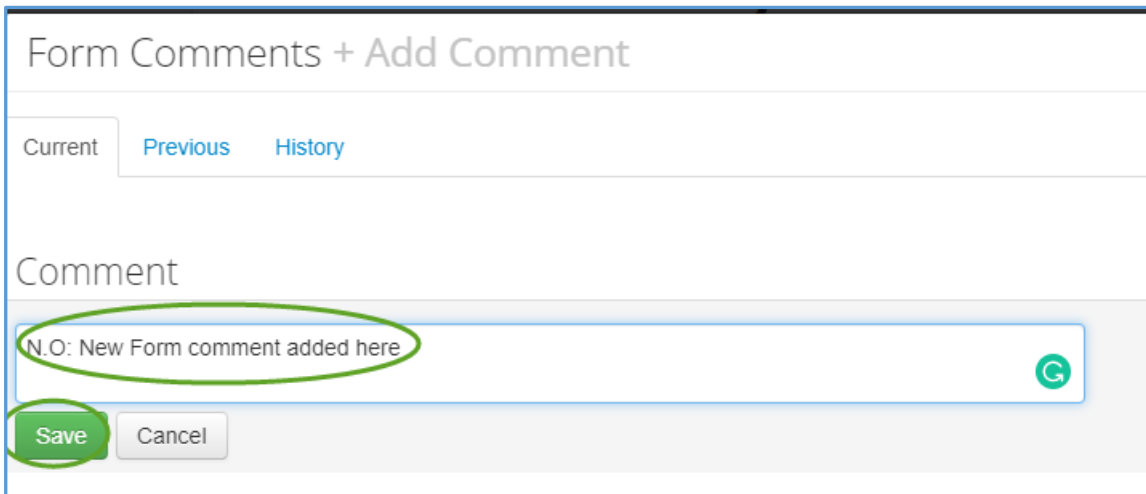 Form Comments + Add Comment
Current Previous History
Comment
N.O: New Form comment added here
Save Cancel